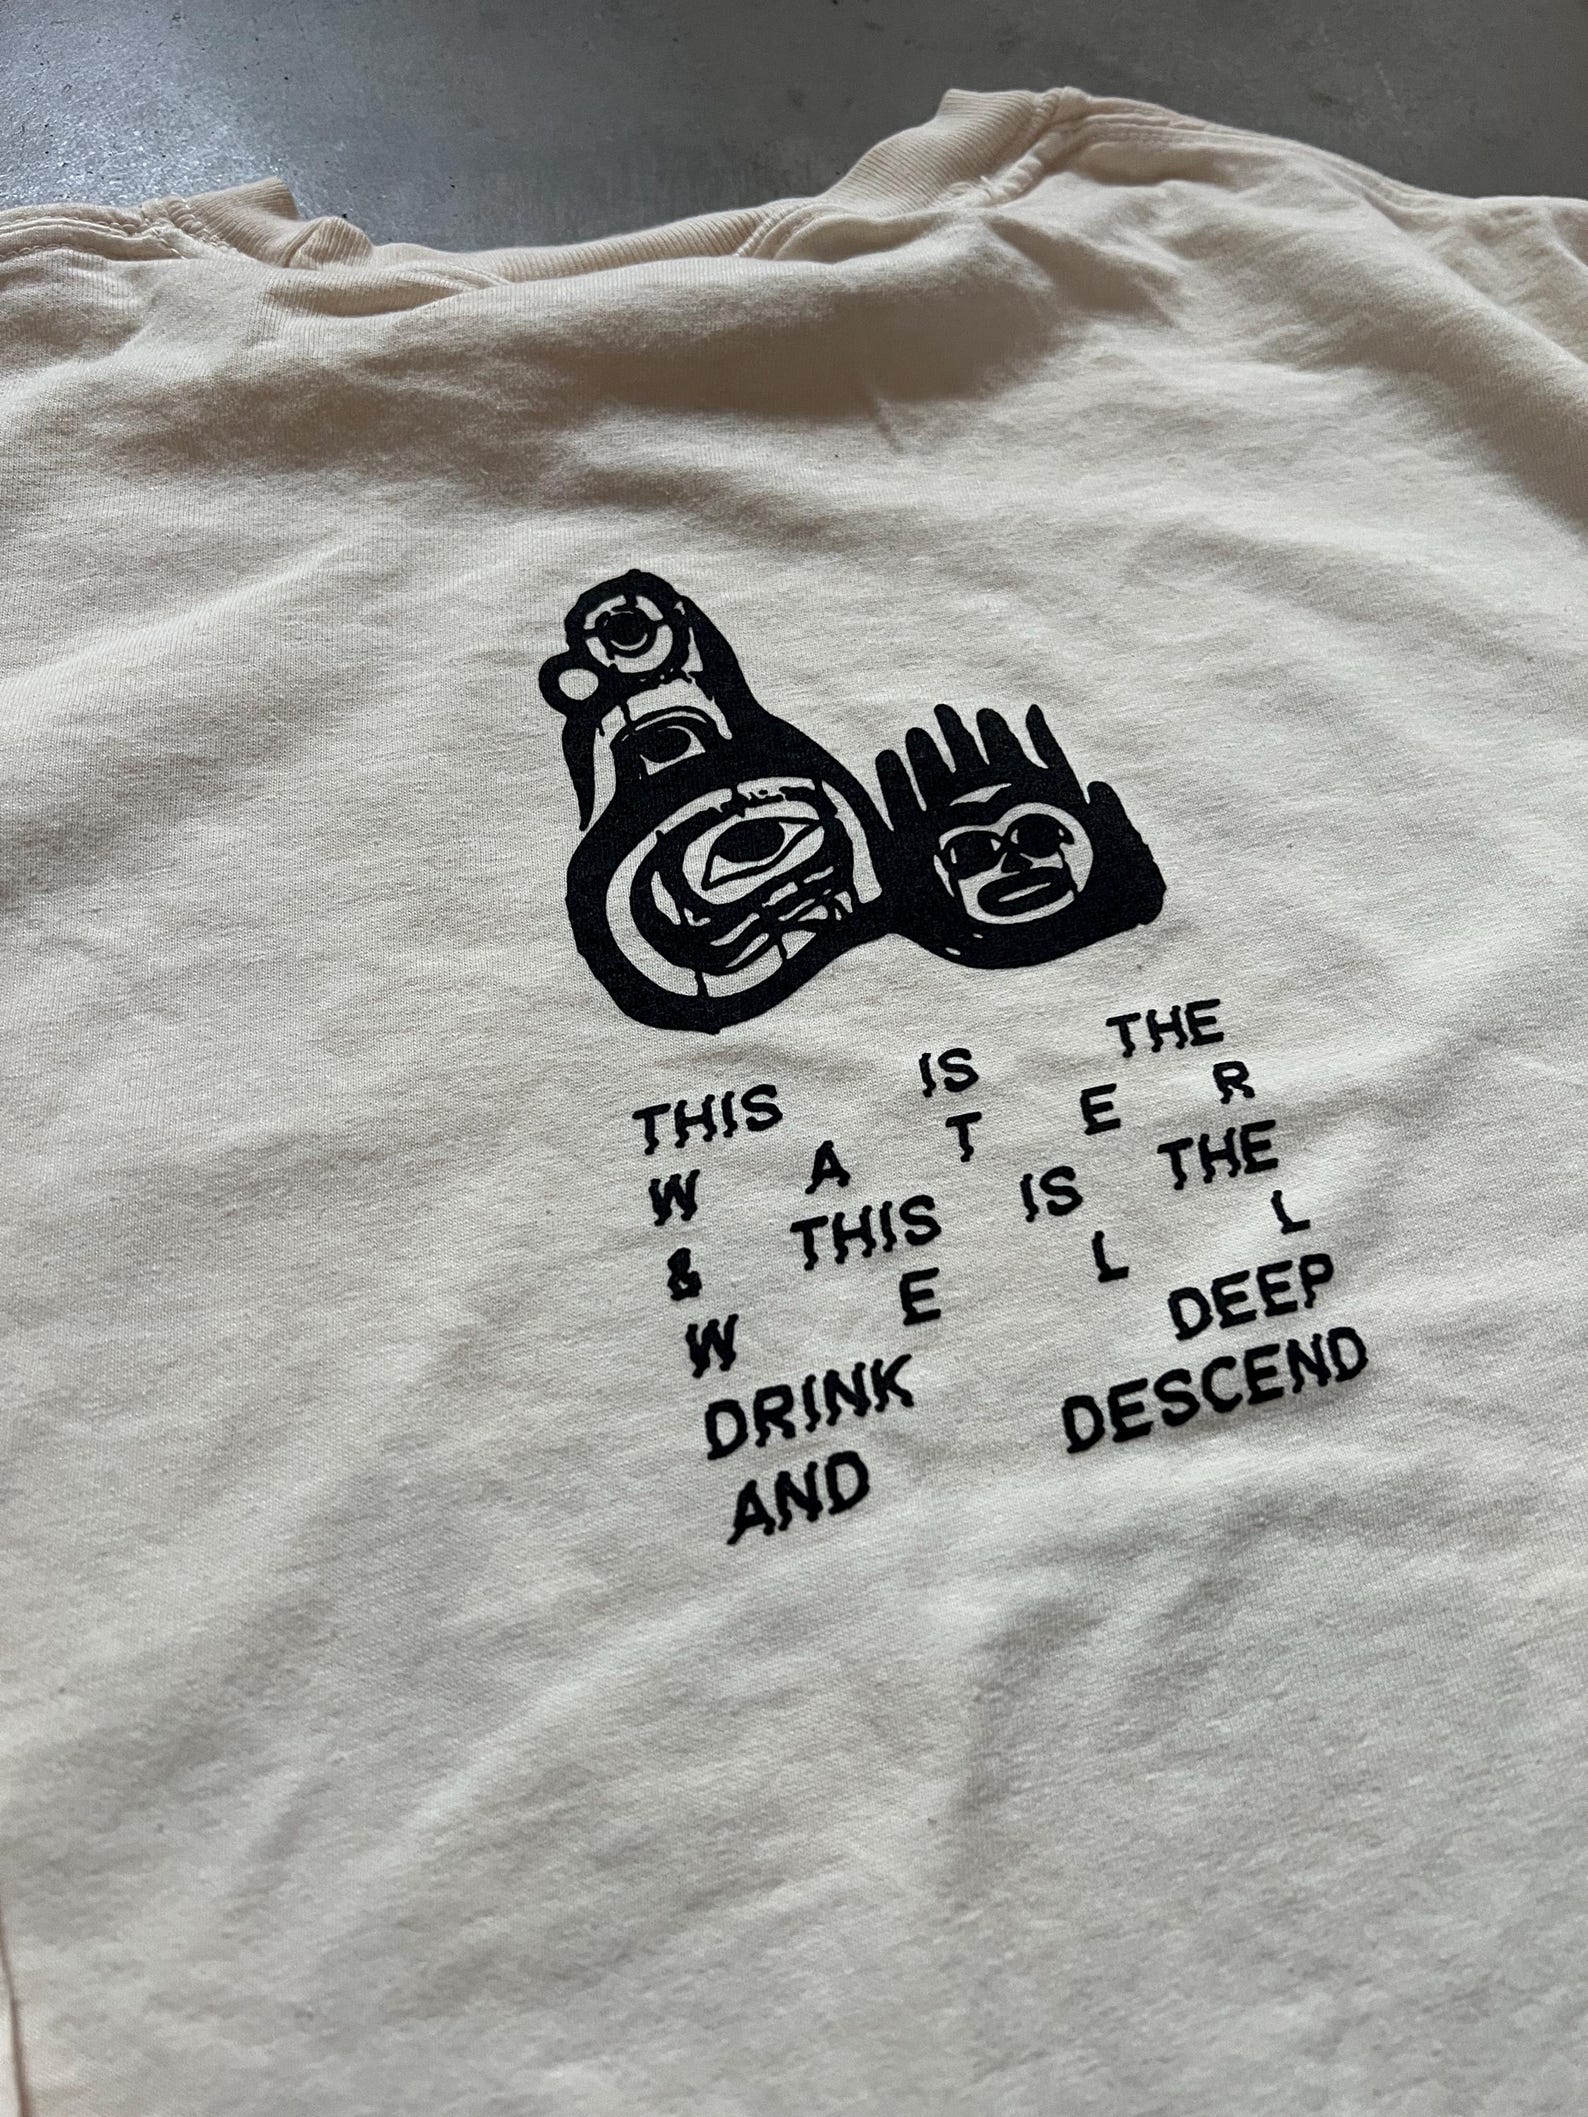 THIS IS THE
W A T E R
& THIS IS THE
W E L L
DRINK DEEP
AND DESCEND